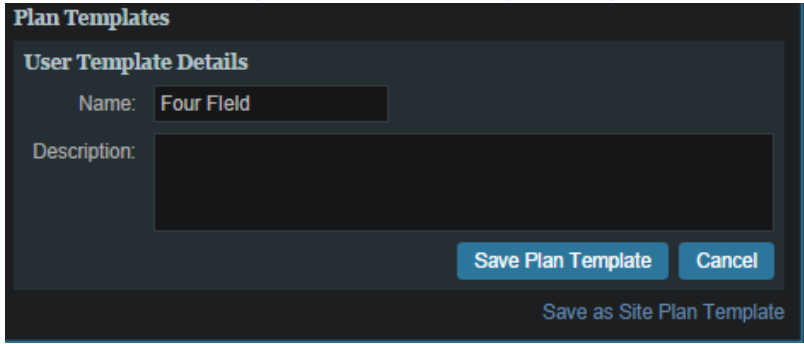 Plan Templates
User Template Details
Name: Four FIeld
Description:
Save Plan Template Cancel
Save as Site Plan Template